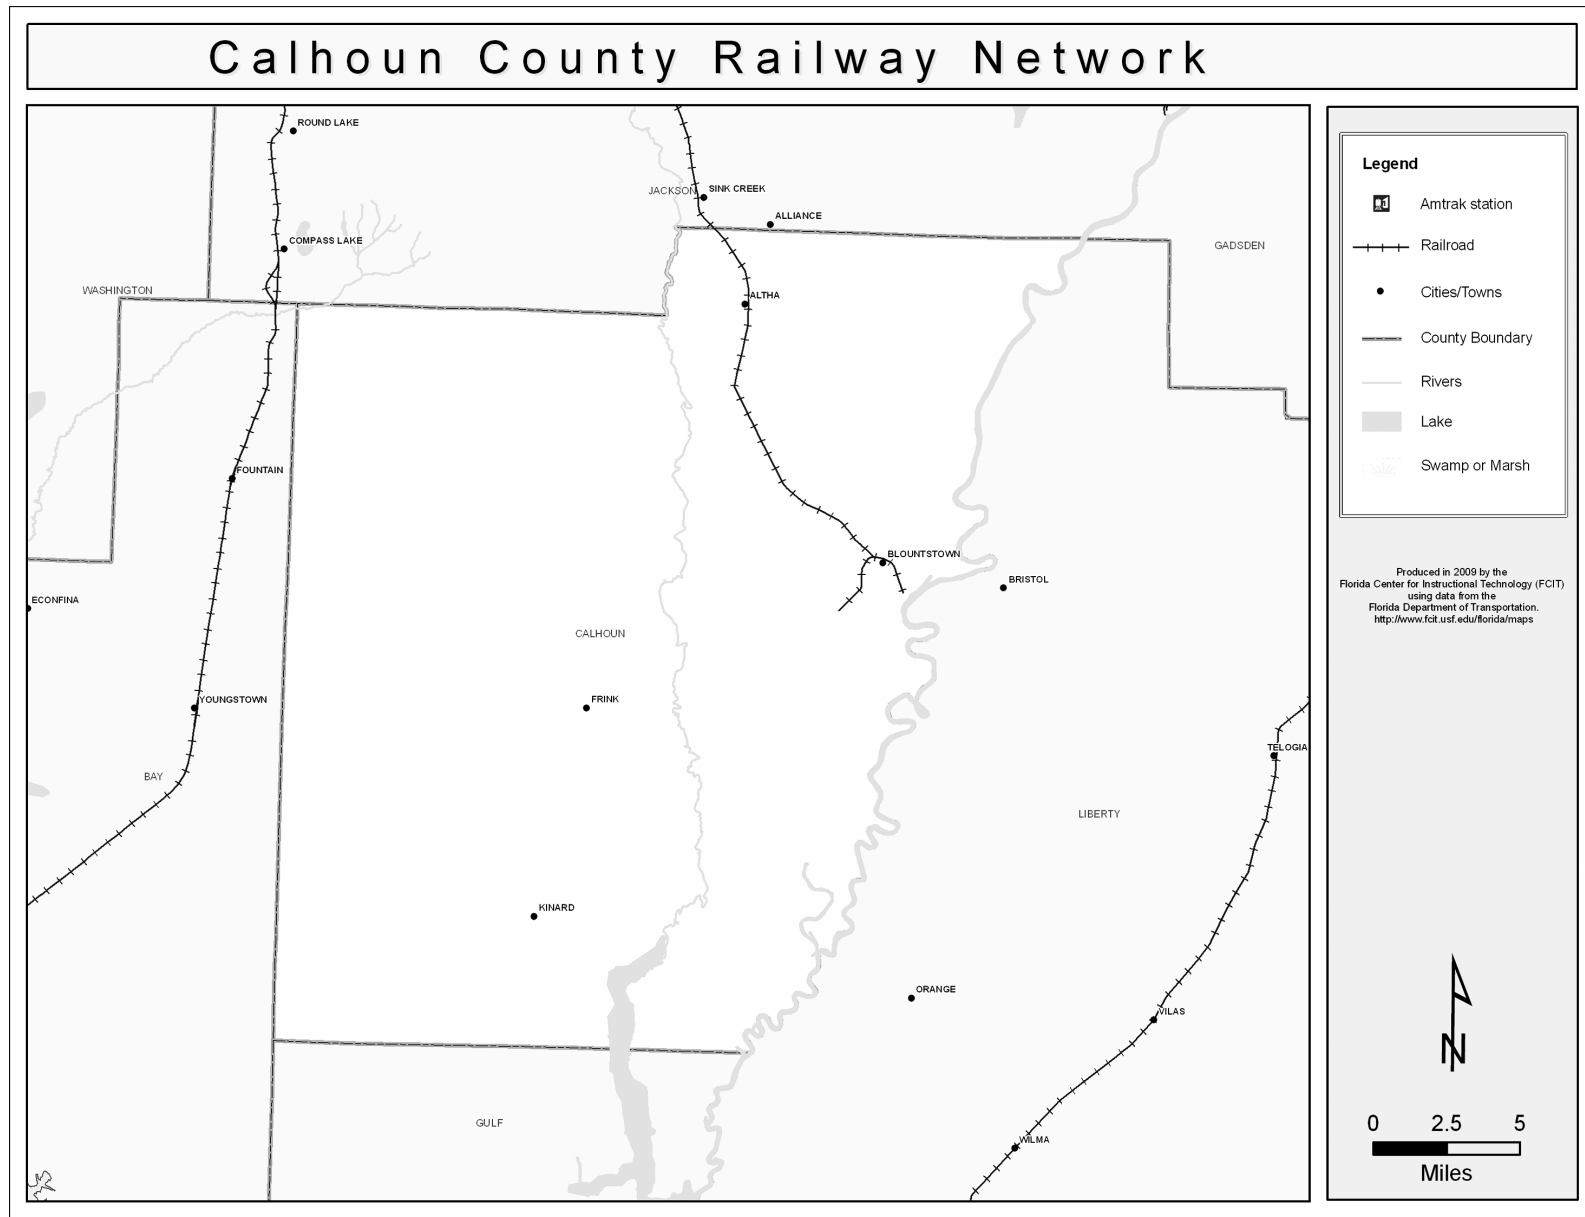 Calhoun County Railway Network
ROUND LAKE
JACKSON
SINK CREEK
ALLIANCE
COMPASS LAKE
GADSDEN
WASHINGTON
ALTHA
FOUNTAIN
BLOUNTSTOWN
BRISTOL
ECONFINA
CALHOUN
YOUNGSTOWN
FRINK
TELOGIA
BAY
LIBERTY
KINARD
ORANGE
VILAS
GULF
WILMA
Legend
Amtrak station
Railroad
Cities/Towns
County Boundary
Rivers
Lake
Swamp or Marsh
Produced in 2009 by the
Florida Center for Instructional Technology (FCIT)
using data from the
Florida Department of Transportation.
http://www.fcit.usf.edu/florida/maps
N
0 2.5 5
Miles